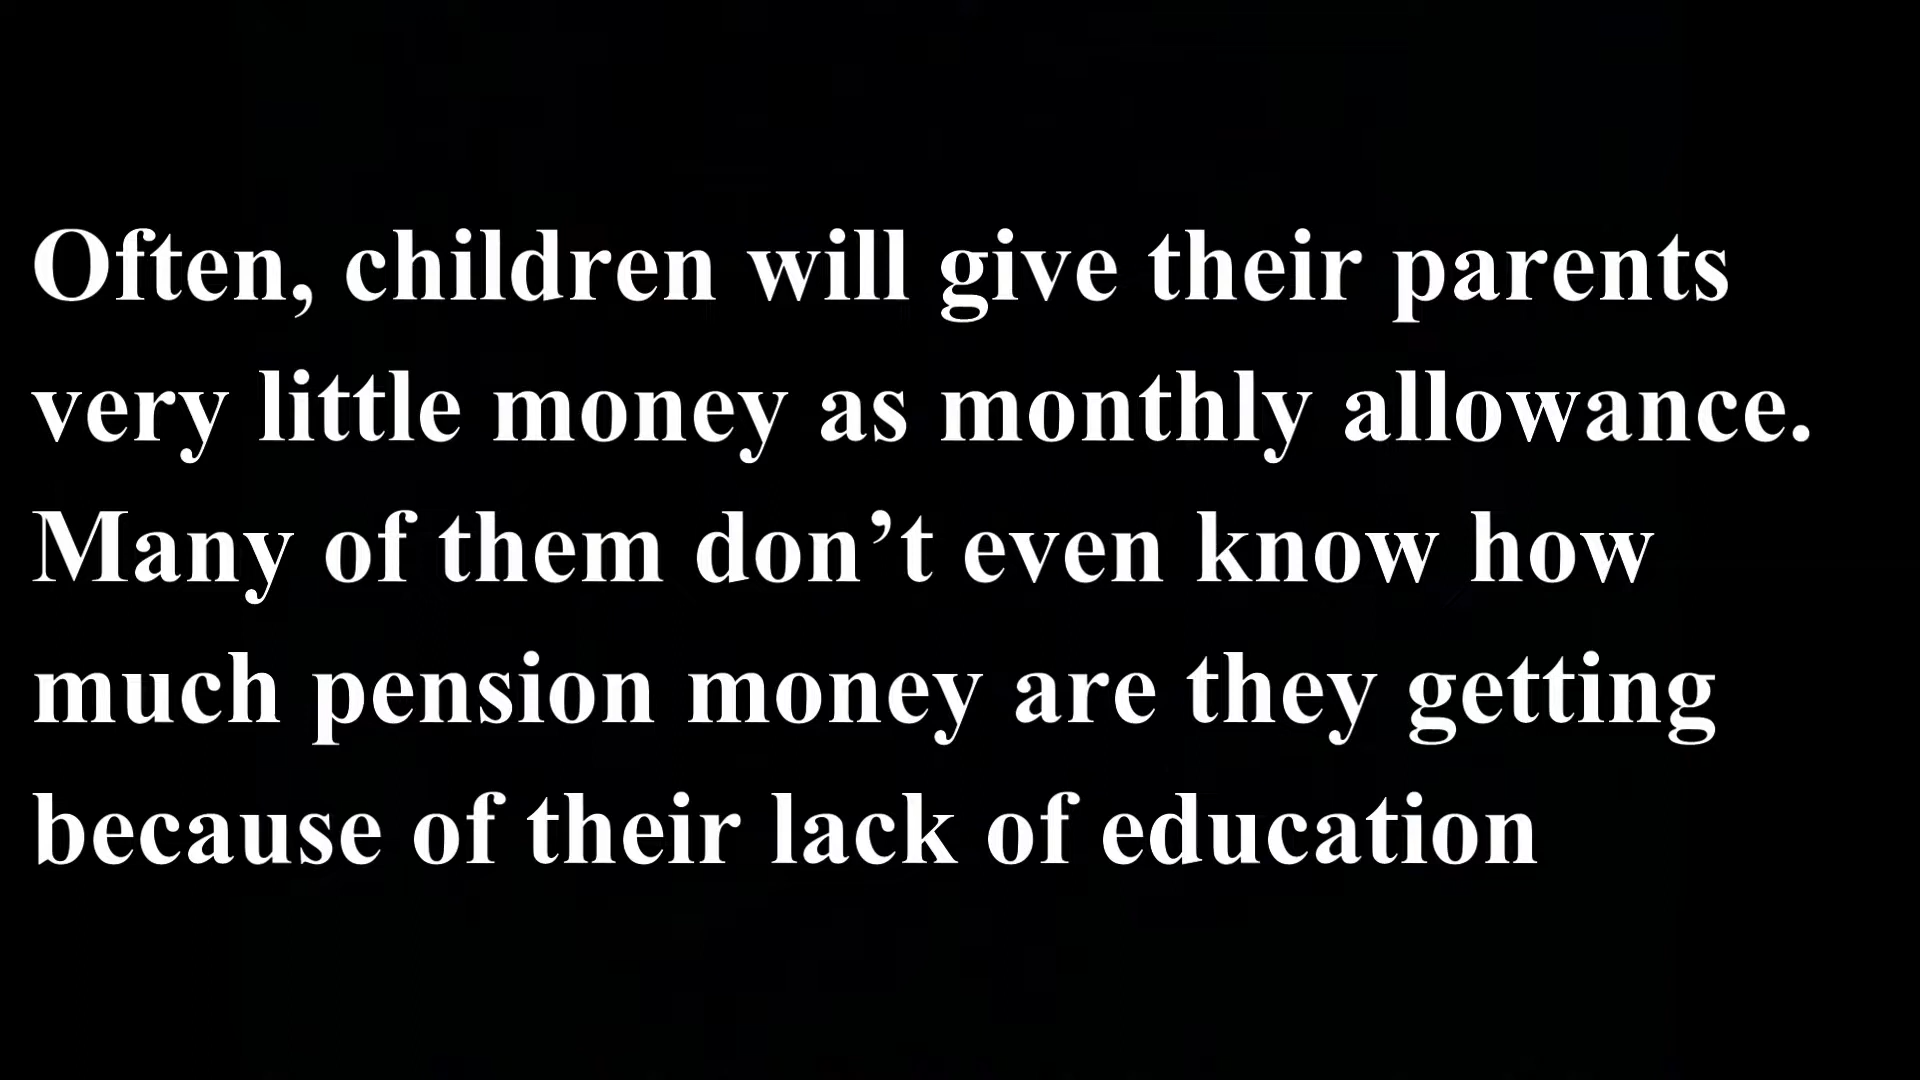 Often, children will give their parents
very little money as monthly allowance.
Many of them don’t even know how
much pension money are they getting
because of their lack of education